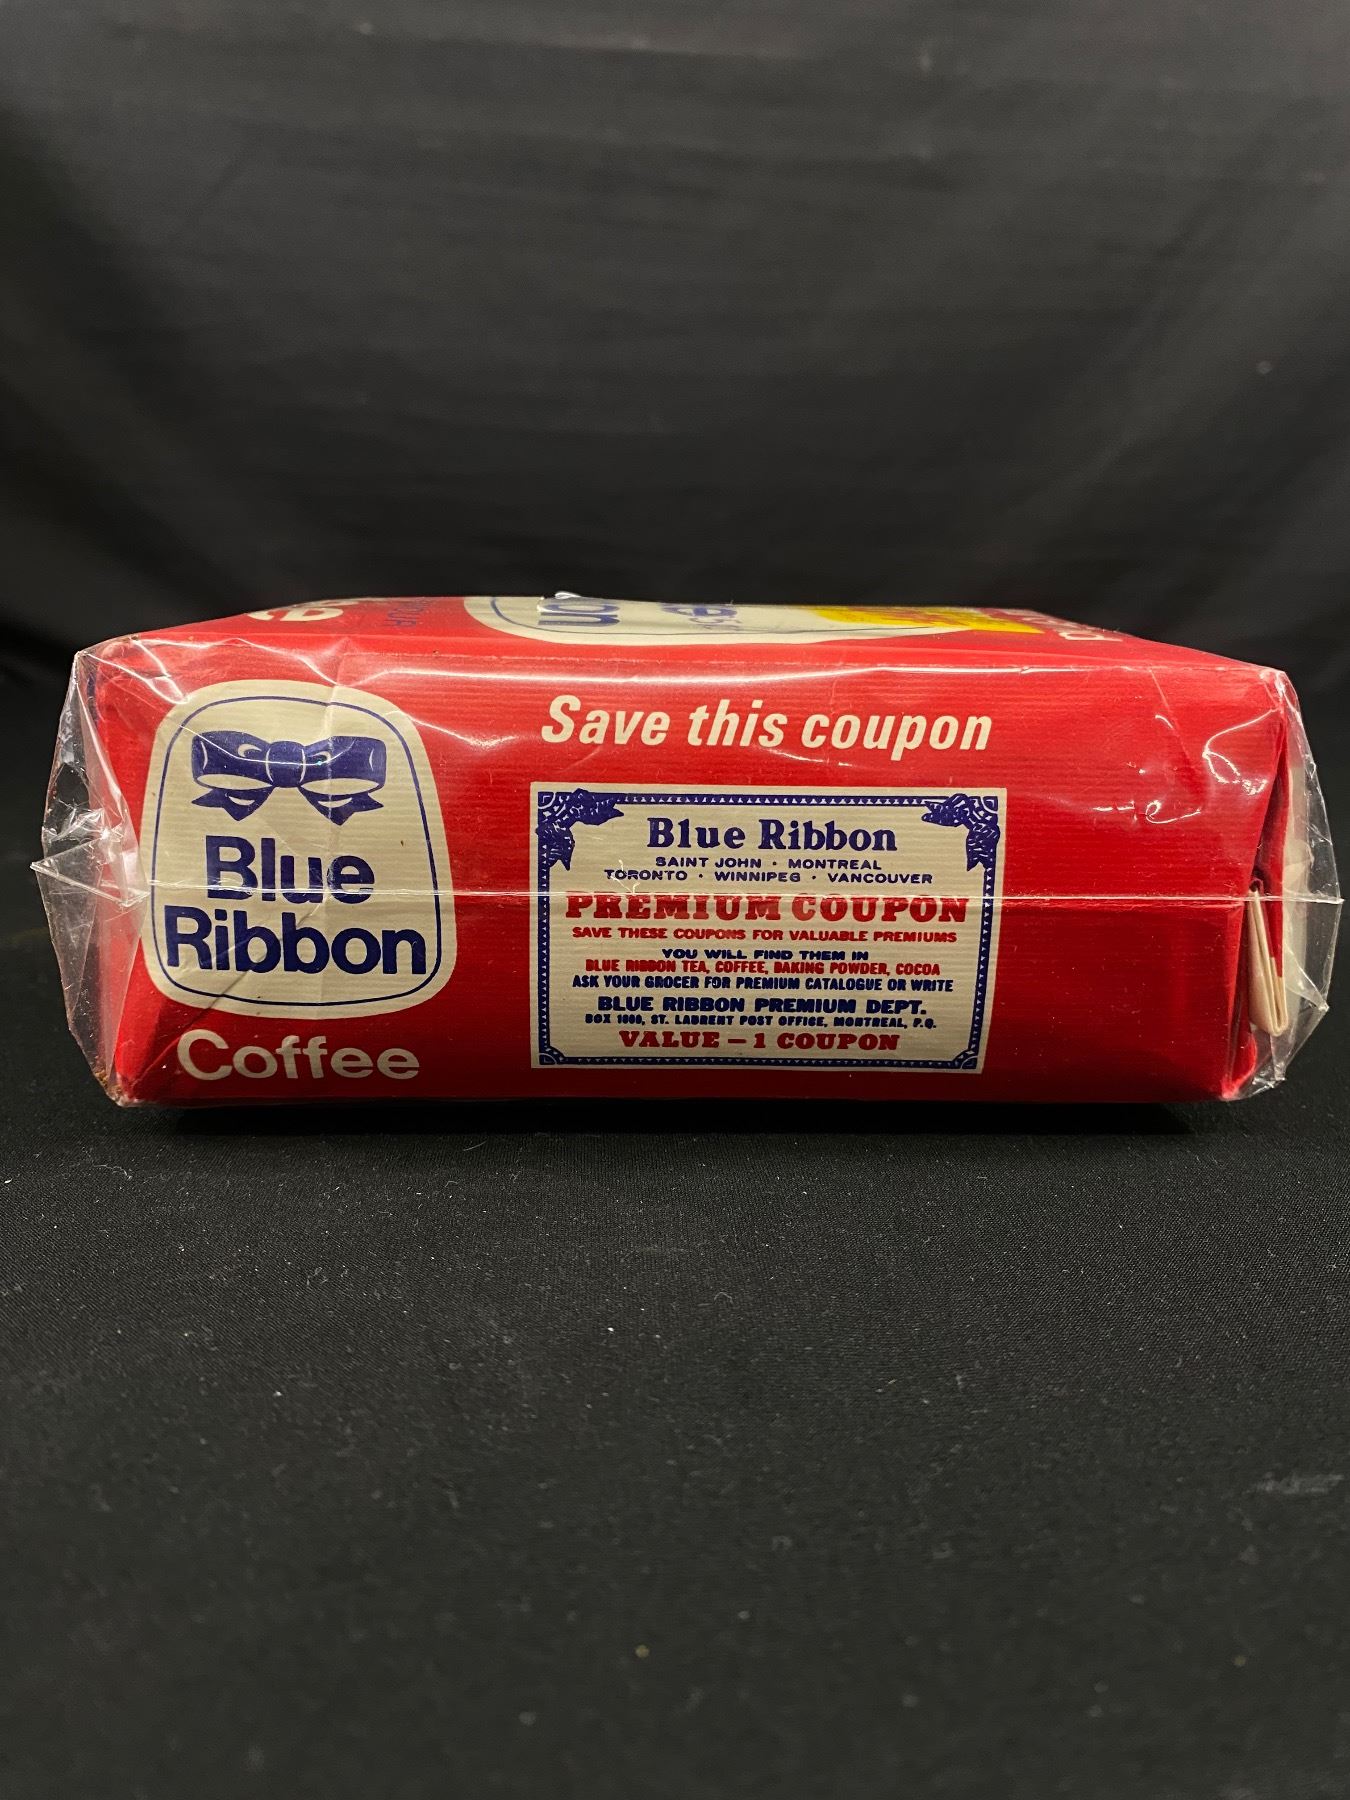 Blue
Ribbon
Coffee
Save this coupon
Blue Ribbon
SAINT JOHN · MONTREAL
TORONTO · WINNIPEG · VANCOUVER
PREMIUM COUPON
SAVE THESE COUPONS FOR VALUABLE PREMIUMS
YOU WILL FIND THEM IN
BLUE RIBBON TEA, COFFEE, BAKING POWDER, COCOA
ASK YOUR GROCER FOR PREMIUM CATALOGUE OR WRITE
BLUE RIBBON PREMIUM DEPT.
BOX 1000, ST. LAURENT POST OFFICE, MONTREAL, P.Q.
VALUE – 1 COUPON